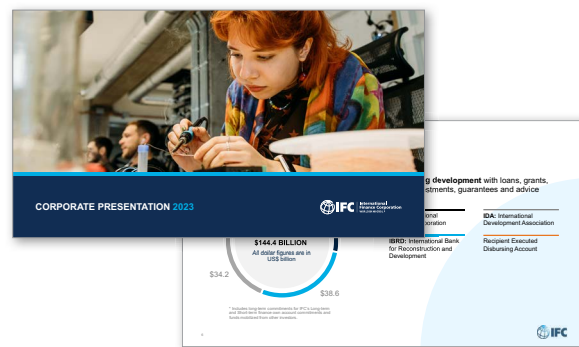 CORPORATE PRESENTATION 2023
IFC International
Finance Corporation
WORLD BANK GROUP
g development with loans, grants,
stments, guarantees and advice
ional
poration
IDA: International
Development Association
IBRD: International Bank
for Reconstruction and
Development
Recipient Executed
Disbursing Account
$144.4 BILLION
All dollar figures are in
US$ billion
$34.2
$38.6
* Includes long-term commitments for IFC's Long-term
and Short-term finance own account commitments and
funds mobilized from other investors.
IFC